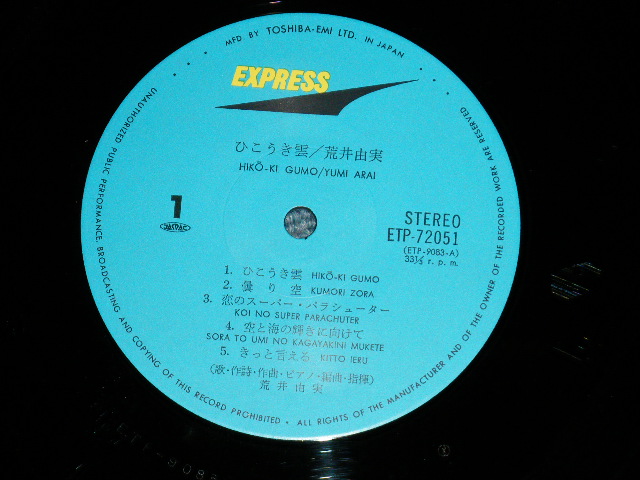 MFD BY TOSHIBA-EMI LTD. IN JAPAN
EXPRESS
ひこうき雲/荒井由実
HIKŌ-KI GUMO/YUMI ARAI
1
STEREO
ETP-72051
(ETP-9083-A)
33⅓ r. p. m.
1. ひこうき雲 HIKŌ-KI GUMO
2. 曇り空 KUMORI ZORA
3. 恋のスーパー・パラシューター
KOI NO SUPER PARACHUTER
4. 空と海の輝きに向けて
SORA TO UMI NO KAGAYAKINI MUKETE
5. きっと言える KITTO IERU
(歌・作詩・作曲・ピアノ・編曲・指揮)
荒井由実
UNAUTHORIZED PUBLIC PERFORMANCE, BROADCASTING AND COPYING OF THIS RECORD PROHIBITED • ALL RIGHTS OF THE MANUFACTURER AND OF THE OWNER OF THE RECORDED WORK ARE RESERVED